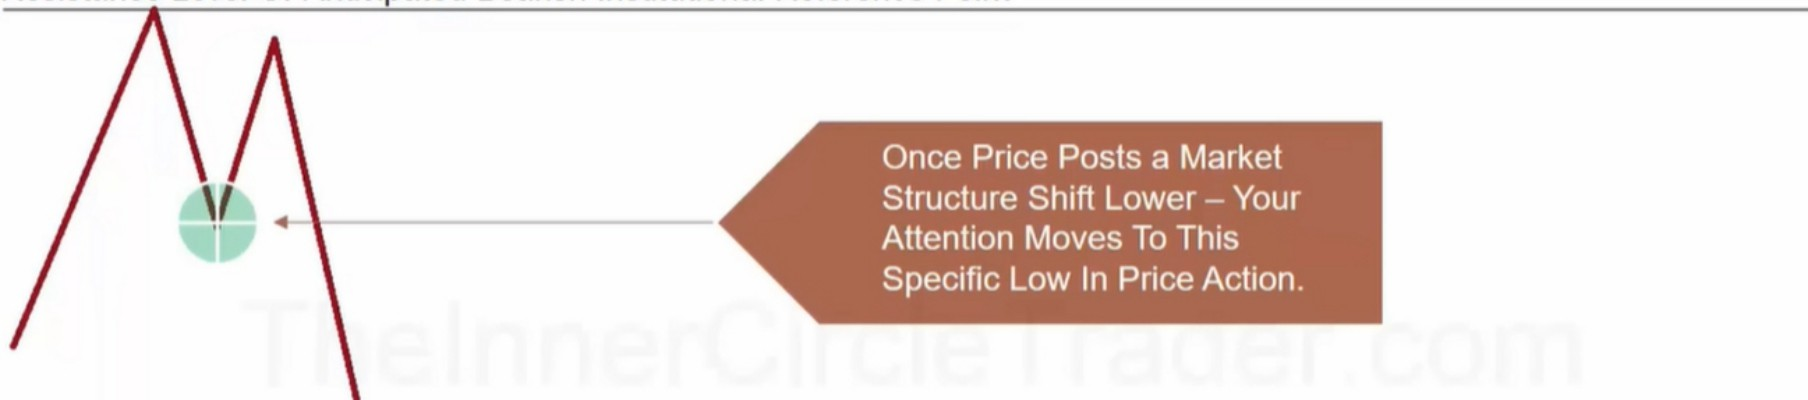 Once Price Posts a Market
Structure Shift Lower – Your
Attention Moves To This
Specific Low In Price Action.
TheInnerCircleTrader.com